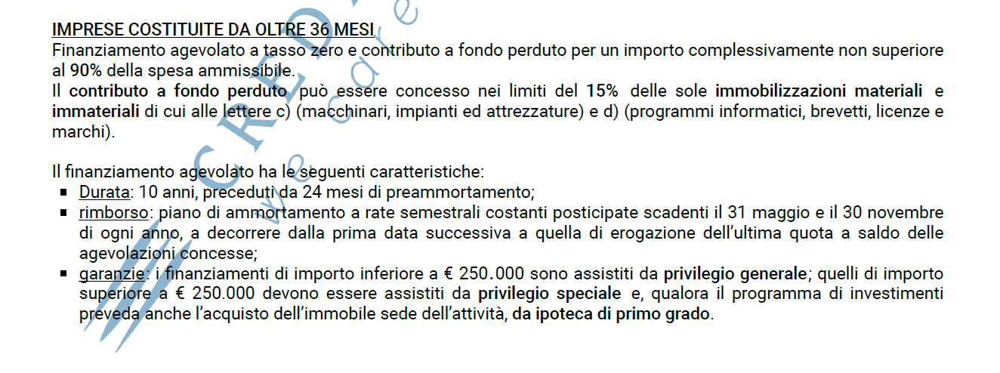 IMPRESE COSTITUITE DA OLTRE 36 MESI
Finanziamento agevolato a tasso zero e contributo a fondo perduto per un importo complessivamente non superiore
al 90% della spesa ammissibile.
Il contributo a fondo perduto può essere concesso nei limiti del 15% delle sole immobilizzazioni materiali e
immateriali di cui alle lettere c) (macchinari, impianti ed attrezzature) e d) (programmi informatici, brevetti, licenze e
marchi).
Il finanziamento agevolato ha le seguenti caratteristiche:
▪ Durata: 10 anni, preceduti da 24 mesi di preammortamento;
▪ rimborso: piano di ammortamento a rate semestrali costanti posticipate scadenti il 31 maggio e il 30 novembre
di ogni anno, a decorrere dalla prima data successiva a quella di erogazione dell’ultima quota a saldo delle
agevolazioni concesse;
▪ garanzie: i finanziamenti di importo inferiore a € 250.000 sono assistiti da privilegio generale; quelli di importo
superiore a € 250.000 devono essere assistiti da privilegio speciale e, qualora il programma di investimenti
preveda anche l’acquisto dell’immobile sede dell’attività, da ipoteca di primo grado.
CRED
we care